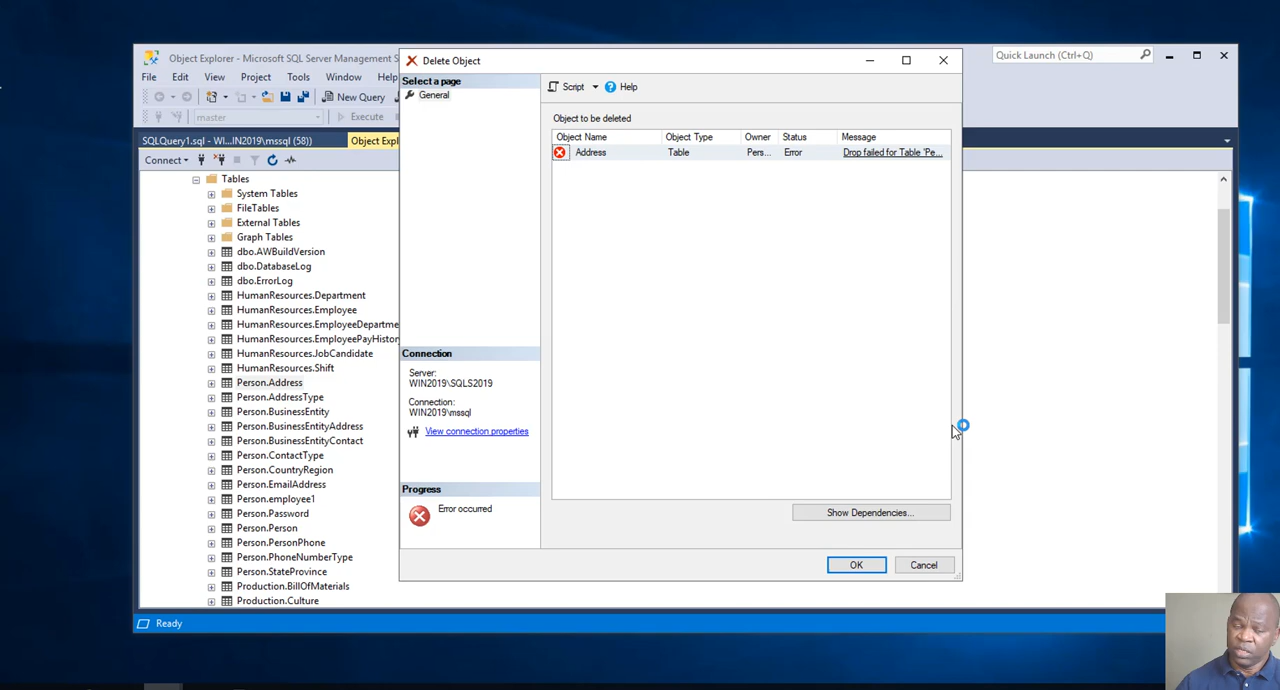 Object Explorer - Microsoft SQL Server Management S
Quick Launch (Ctrl+Q)
File Edit View Project Tools Window Help
New Query
master
Execute
SQLQuery1.sql - WI...IN2019\mssql (58))
Object Expl
Connect
Tables
System Tables
FileTables
External Tables
Graph Tables
dbo.AWBuildVersion
dbo.DatabaseLog
dbo.ErrorLog
HumanResources.Department
HumanResources.Employee
HumanResources.EmployeeDepartme
HumanResources.EmployeePayHistory
HumanResources.JobCandidate
HumanResources.Shift
Person.Address
Person.AddressType
Person.BusinessEntity
Person.BusinessEntityAddress
Person.BusinessEntityContact
Person.ContactType
Person.CountryRegion
Person.EmailAddress
Person.employee1
Person.Password
Person.Person
Person.PersonPhone
Person.PhoneNumberType
Person.StateProvince
Production.BillOfMaterials
Production.Culture
Ready
Delete Object
Select a page
General
Connection
Server:
WIN2019\SQLS2019
Connection:
WIN2019\mssql
View connection properties
Progress
Error occurred
Script Help
Object to be deleted
Object Name Object Type Owner Status Message
Address Table Pers... Error Drop failed for Table 'Pe...
Show Dependencies...
OK Cancel